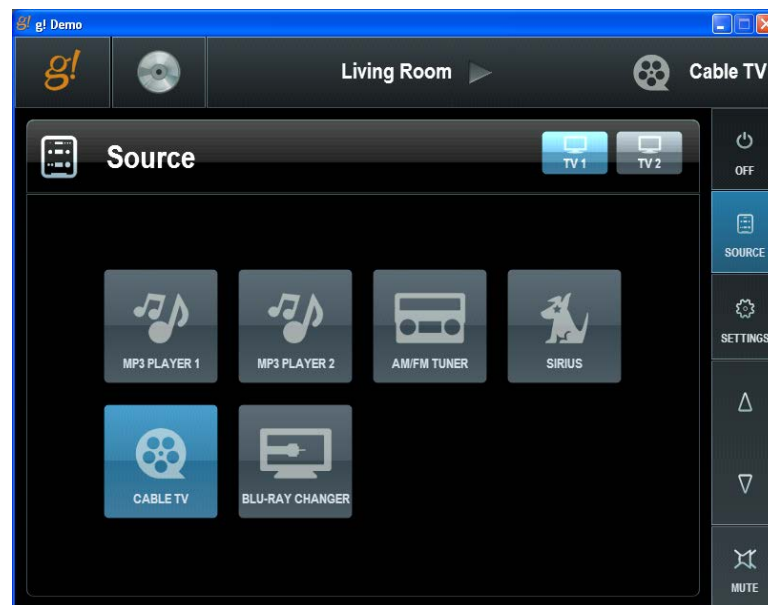 g! g! Demo
g!
Living Room
Cable TV
Source
TV 1
TV 2
OFF
SOURCE
SETTINGS
MP3 PLAYER 1
MP3 PLAYER 2
AM/FM TUNER
SIRIUS
CABLE TV
BLU-RAY CHANGER
MUTE